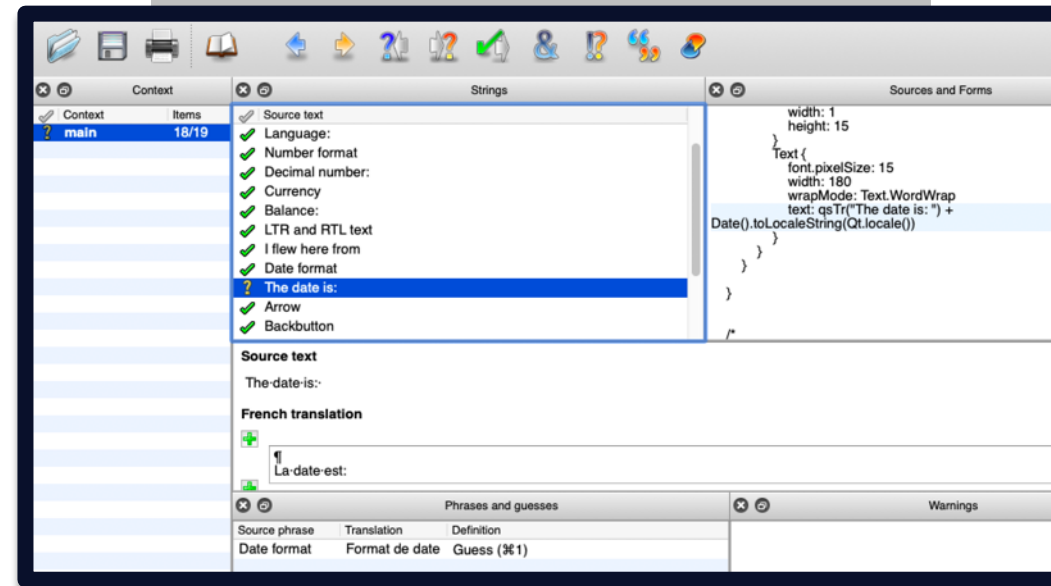 Context
Strings
Sources and Forms
Context Items
main 18/19
Source text
Language:
Number format
Decimal number:
Currency
Balance:
LTR and RTL text
I flew here from
Date format
The date is:
Arrow
Backbutton
width: 1
height: 15
}
Text {
font.pixelSize: 15
width: 180
wrapMode: Text.WordWrap
text: qsTr("The date is: ") +
Date().toLocaleString(Qt.locale())
}
}
}
}
/*
Source text
The·date·is:·
French translation
¶
La·date·est:
Phrases and guesses
Warnings
Source phrase Translation Definition
Date format Format de date Guess (⌘1)